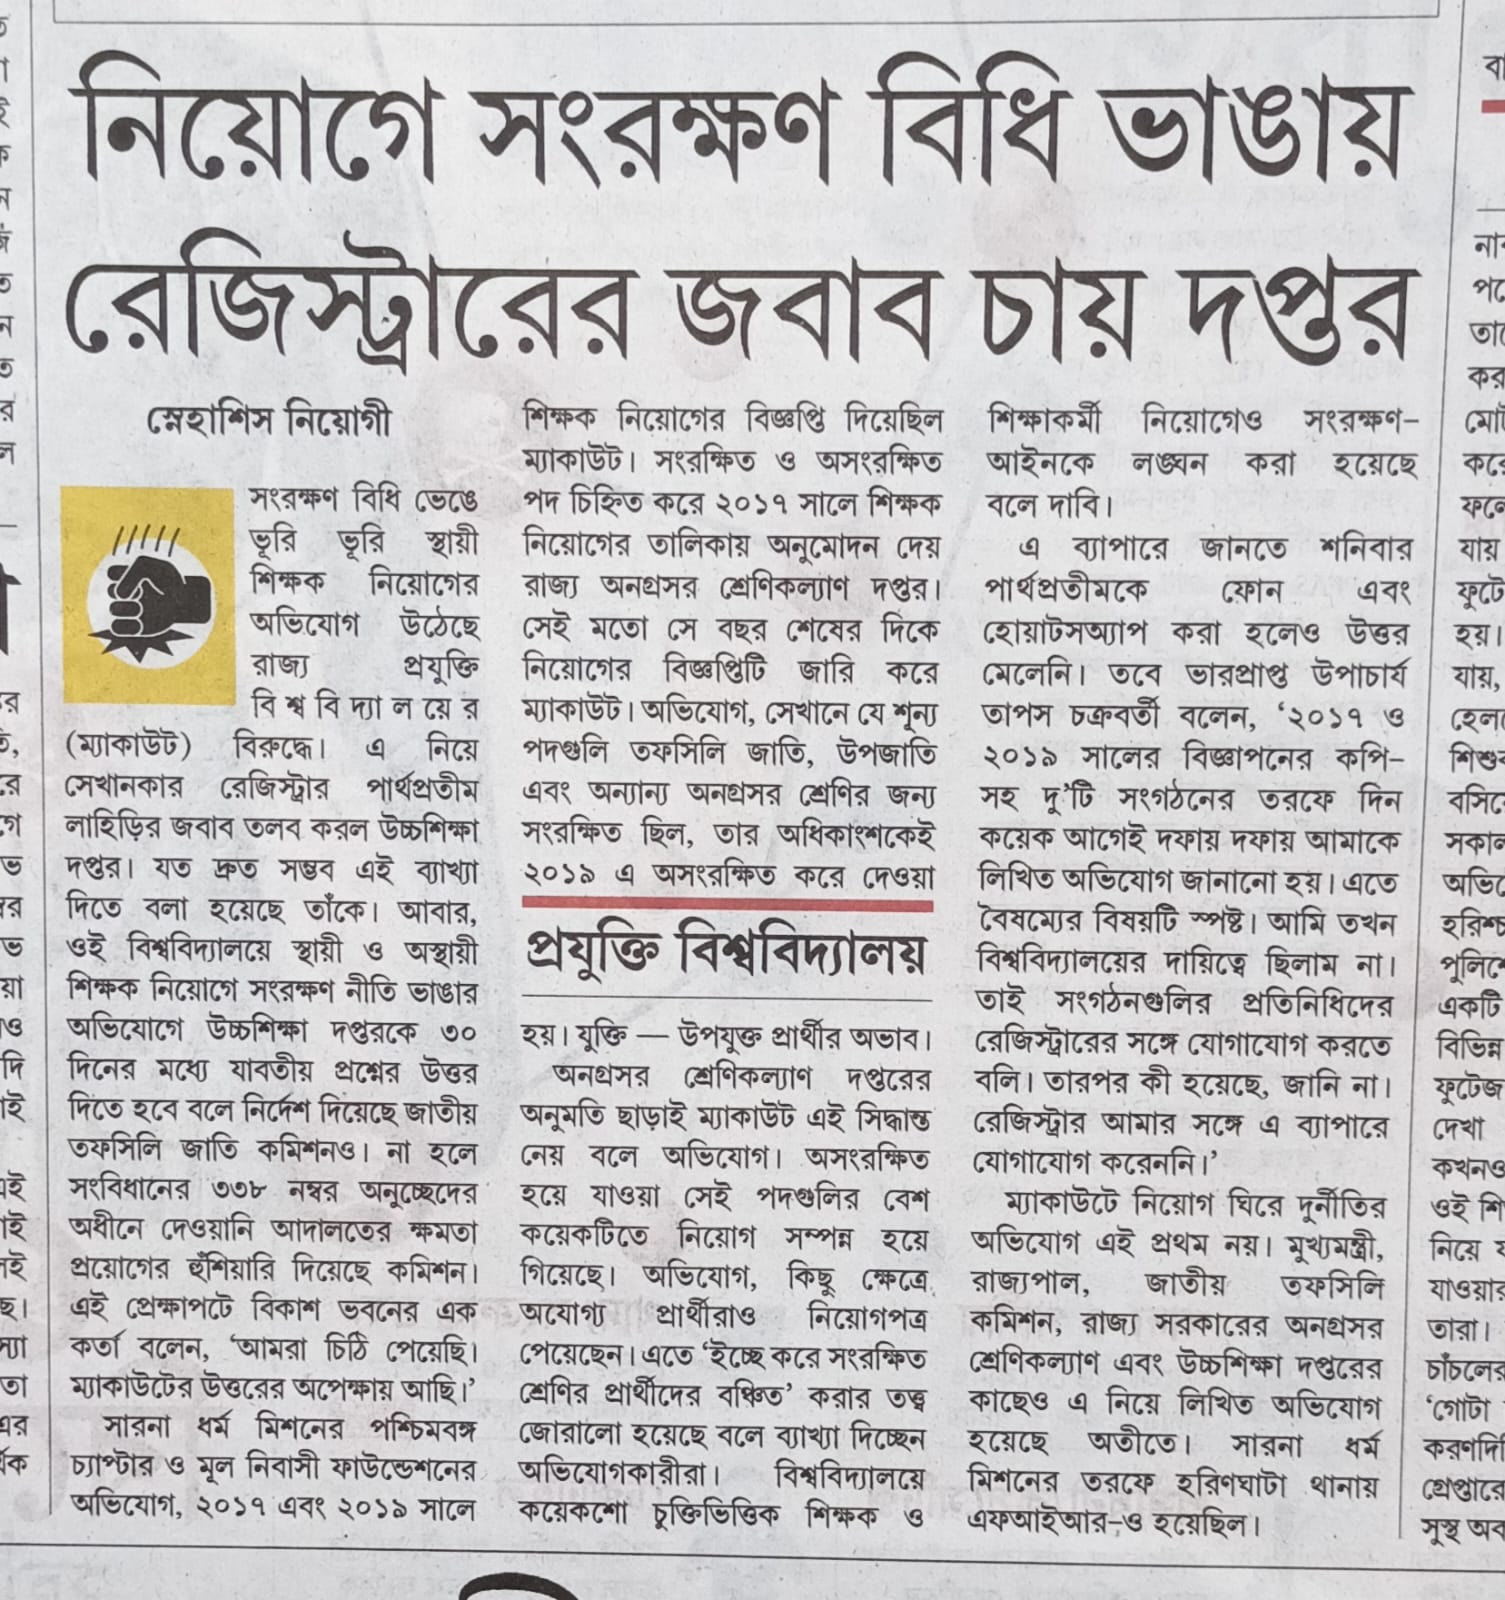 নিয়োগে সংরক্ষণ বিধি ভাঙায়
রেজিস্ট্রারের জবাব চায় দপ্তর
স্নেহাশিস নিয়োগী
সংরক্ষণ বিধি ভেঙে
ভূরি ভূরি স্থায়ী
শিক্ষক নিয়োগের
অভিযোগ উঠেছে
রাজ্য প্রযুক্তি
বিশ্ববিদ্যালয়ের
(ম্যাকাউট) বিরুদ্ধে। এ নিয়ে
সেখানকার রেজিস্ট্রার পার্থপ্রতীম
লাহিড়ির জবাব তলব করল উচ্চশিক্ষা
দপ্তর। যত দ্রুত সম্ভব এই ব্যাখ্যা
দিতে বলা হয়েছে তাঁকে। আবার,
ওই বিশ্ববিদ্যালয়ে স্থায়ী ও অস্থায়ী
শিক্ষক নিয়োগে সংরক্ষণ নীতি ভাঙার
অভিযোগে উচ্চশিক্ষা দপ্তরকে ৩০
দিনের মধ্যে যাবতীয় প্রশ্নের উত্তর
দিতে হবে বলে নির্দেশ দিয়েছে জাতীয়
তফসিলি জাতি কমিশনও। না হলে
সংবিধানের ৩৩৮ নম্বর অনুচ্ছেদের
অধীনে দেওয়ানি আদালতের ক্ষমতা
প্রয়োগের হুঁশিয়ারি দিয়েছে কমিশন।
এই প্রেক্ষাপটে বিকাশ ভবনের এক
কর্তা বলেন, ‘আমরা চিঠি পেয়েছি।
ম্যাকাউটের উত্তরের অপেক্ষায় আছি।’
সারনা ধর্ম মিশনের পশ্চিমবঙ্গ
চ্যাপ্টার ও মূল নিবাসী ফাউন্ডেশনের
অভিযোগ, ২০১৭ এবং ২০১৯ সালে
শিক্ষক নিয়োগের বিজ্ঞপ্তি দিয়েছিল
ম্যাকাউট। সংরক্ষিত ও অসংরক্ষিত
পদ চিহ্নিত করে ২০১৭ সালে শিক্ষক
নিয়োগের তালিকায় অনুমোদন দেয়
রাজ্য অনগ্রসর শ্রেণিকল্যাণ দপ্তর।
সেই মতো সে বছর শেষের দিকে
নিয়োগের বিজ্ঞপ্তিটি জারি করে
ম্যাকাউট। অভিযোগ, সেখানে যে শূন্য
পদগুলি তফসিলি জাতি, উপজাতি
এবং অন্যান্য অনগ্রসর শ্রেণির জন্য
সংরক্ষিত ছিল, তার অধিকাংশকেই
২০১৯ এ অসংরক্ষিত করে দেওয়া
প্রযুক্তি বিশ্ববিদ্যালয়
হয়। যুক্তি — উপযুক্ত প্রার্থীর অভাব।
অনগ্রসর শ্রেণিকল্যাণ দপ্তরের
অনুমতি ছাড়াই ম্যাকাউট এই সিদ্ধান্ত
নেয় বলে অভিযোগ। অসংরক্ষিত
হয়ে যাওয়া সেই পদগুলির বেশ
কয়েকটিতে নিয়োগ সম্পন্ন হয়ে
গিয়েছে। অভিযোগ, কিছু ক্ষেত্রে
অযোগ্য প্রার্থীরাও নিয়োগপত্র
পেয়েছেন। এতে ‘ইচ্ছে করে সংরক্ষিত
শ্রেণির প্রার্থীদের বঞ্চিত’ করার তত্ত্ব
জোরালো হয়েছে বলে ব্যাখ্যা দিচ্ছেন
অভিযোগকারীরা। বিশ্ববিদ্যালয়ে
কয়েকশো চুক্তিভিত্তিক শিক্ষক ও
শিক্ষাকর্মী নিয়োগেও সংরক্ষণ-
আইনকে লঙ্ঘন করা হয়েছে
বলে দাবি।
এ ব্যাপারে জানতে শনিবার
পার্থপ্রতীমকে ফোন এবং
হোয়াটসঅ্যাপ করা হলেও উত্তর
মেলেনি। তবে ভারপ্রাপ্ত উপাচার্য
তাপস চক্রবর্তী বলেন, ‘২০১৭ ও
২০১৯ সালের বিজ্ঞাপনের কপি-
সহ দু’টি সংগঠনের তরফে দিন
কয়েক আগেই দফায় দফায় আমাকে
লিখিত অভিযোগ জানানো হয়। এতে
বৈষম্যের বিষয়টি স্পষ্ট। আমি তখন
বিশ্ববিদ্যালয়ের দায়িত্বে ছিলাম না।
তাই সংগঠনগুলির প্রতিনিধিদের
রেজিস্ট্রারের সঙ্গে যোগাযোগ করতে
বলি। তারপর কী হয়েছে, জানি না।
রেজিস্ট্রার আমার সঙ্গে এ ব্যাপারে
যোগাযোগ করেননি।’
ম্যাকাউটে নিয়োগ ঘিরে দুর্নীতির
অভিযোগ এই প্রথম নয়। মুখ্যমন্ত্রী,
রাজ্যপাল, জাতীয় তফসিলি
কমিশন, রাজ্য সরকারের অনগ্রসর
শ্রেণিকল্যাণ এবং উচ্চশিক্ষা দপ্তরের
কাছেও এ নিয়ে লিখিত অভিযোগ
হয়েছে অতীতে। সারনা ধর্ম
মিশনের তরফে হরিণঘাটা থানায়
এফআইআর-ও হয়েছিল।